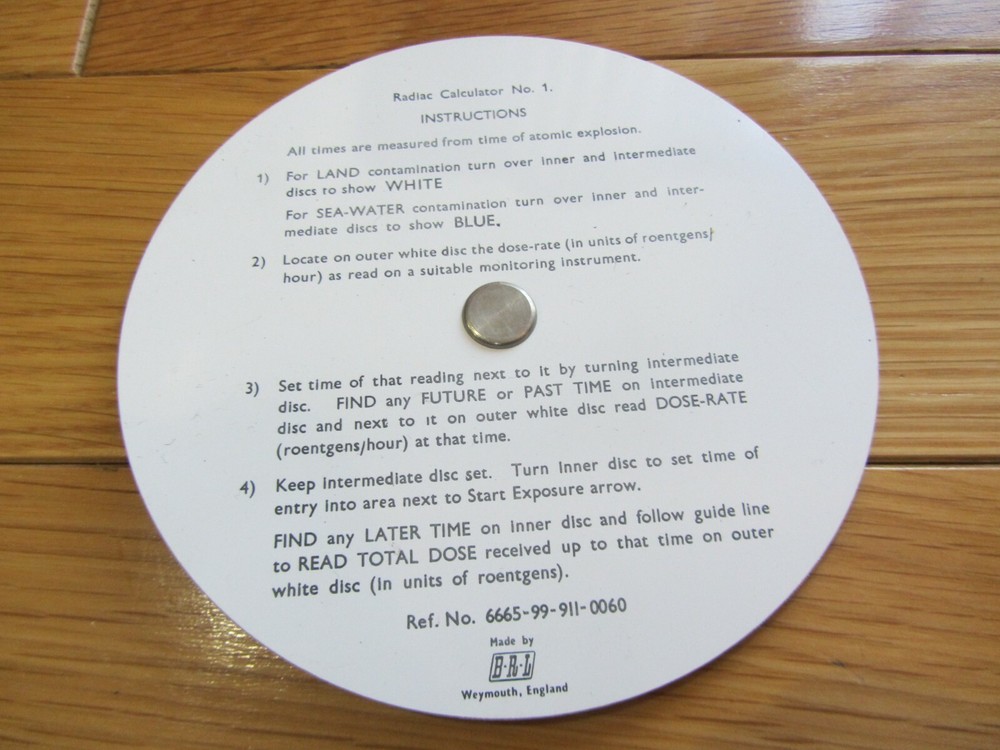 Radiac Calculator No. 1.
INSTRUCTIONS
All times are measured from time of atomic explosion.
1) For LAND contamination turn over inner and intermediate
discs to show WHITE
For SEA-WATER contamination turn over inner and inter-
mediate discs to show BLUE.
2) Locate on outer white disc the dose-rate (in units of roentgens/
hour) as read on a suitable monitoring instrument.
3) Set time of that reading next to it by turning intermediate
disc. FIND any FUTURE or PAST TIME on intermediate
disc and next to it on outer white disc read DOSE-RATE
(roentgens/hour) at that time.
4) Keep intermediate disc set. Turn inner disc to set time of
entry into area next to Start Exposure arrow.
FIND any LATER TIME on inner disc and follow guide line
to READ TOTAL DOSE received up to that time on outer
white disc (in units of roentgens).
Ref. No. 6665-99-911-0060
Made by
B·R·L
Weymouth, England